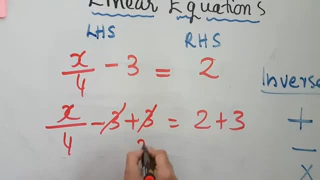 Linear Equations
LHS RHS
x/4 - 3 = 2
Inverse
x/4 - 3 + 3 = 2 + 3
+
-
x